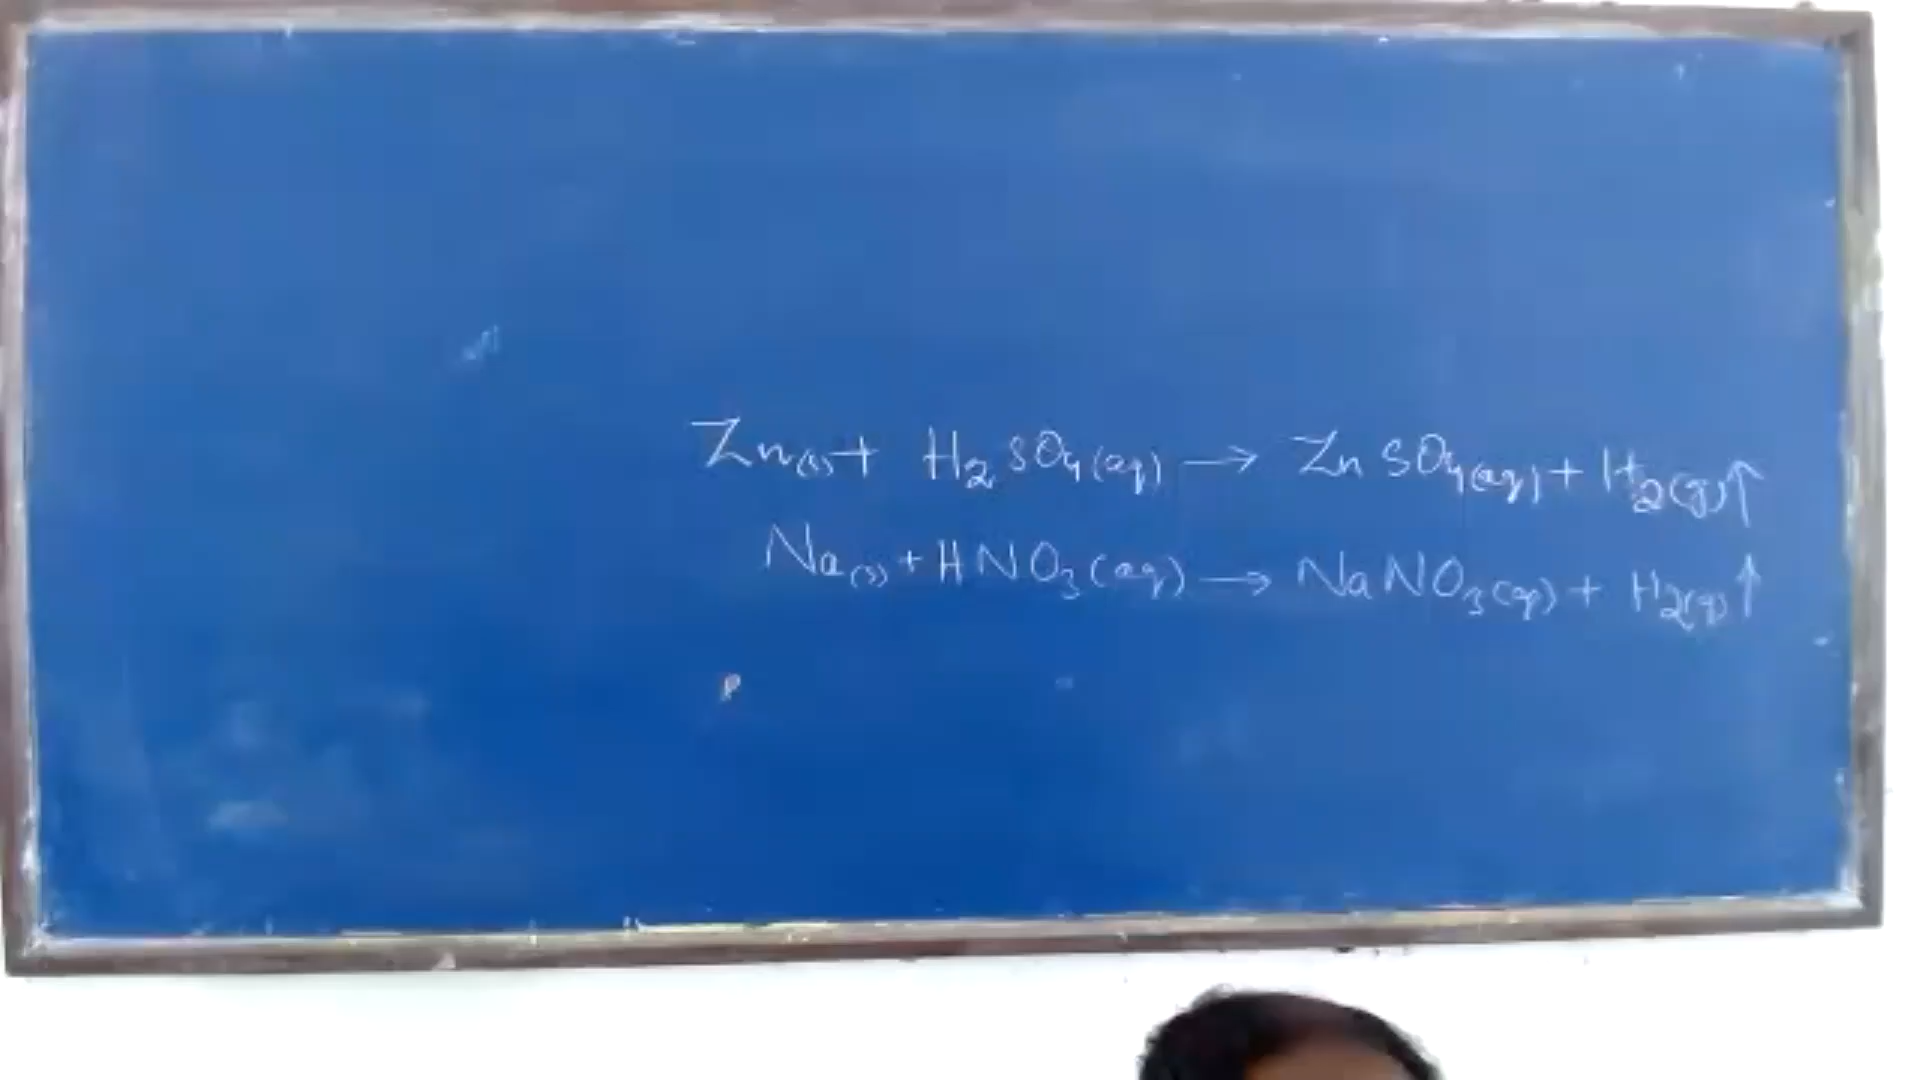 Zn(s) + H2SO4(aq) → ZnSO4(aq) + H2(g)↑
Na(s) + HNO3(aq) → NaNO3(aq) + H2(g)↑